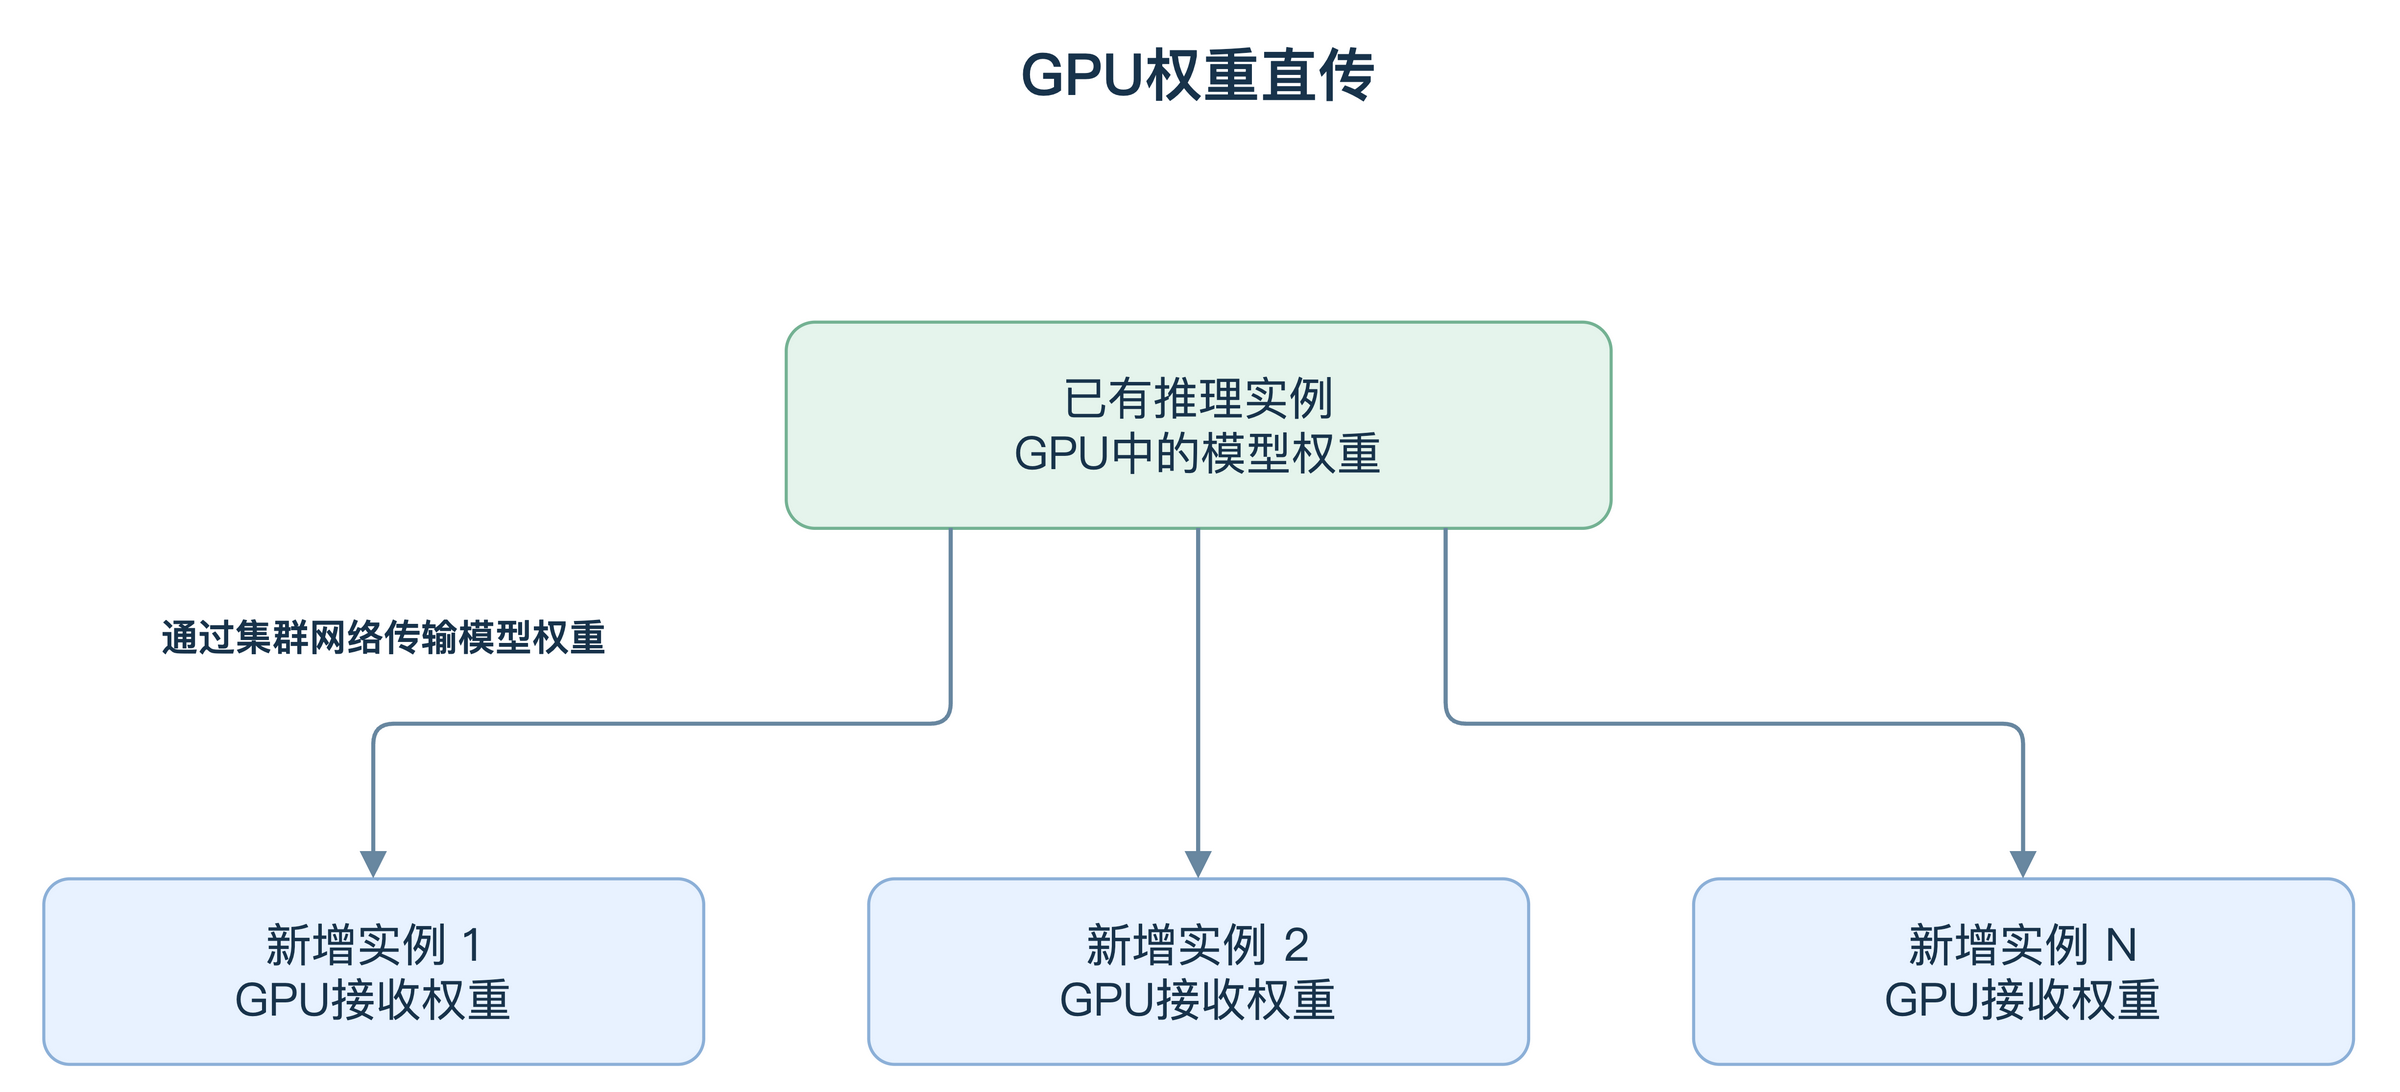 GPU权重直传
已有推理实例
GPU中的模型权重
通过集群网络传输模型权重
新增实例 1
GPU接收权重
新增实例 2
GPU接收权重
新增实例 N
GPU接收权重